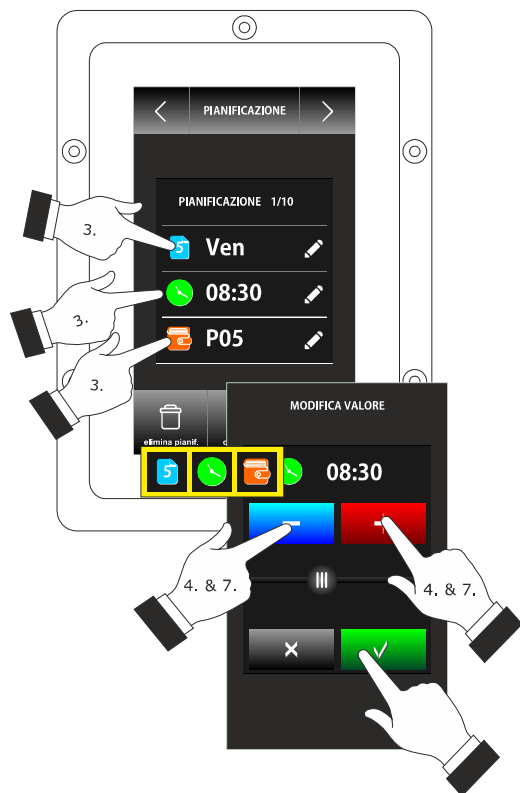 PIANIFICAZIONE
PIANIFICAZIONE 1/10
3.
5 Ven
3.
08:30
3.
P05
elimina pianif.
MODIFICA VALORE
5
08:30
4. & 7.
4. & 7.